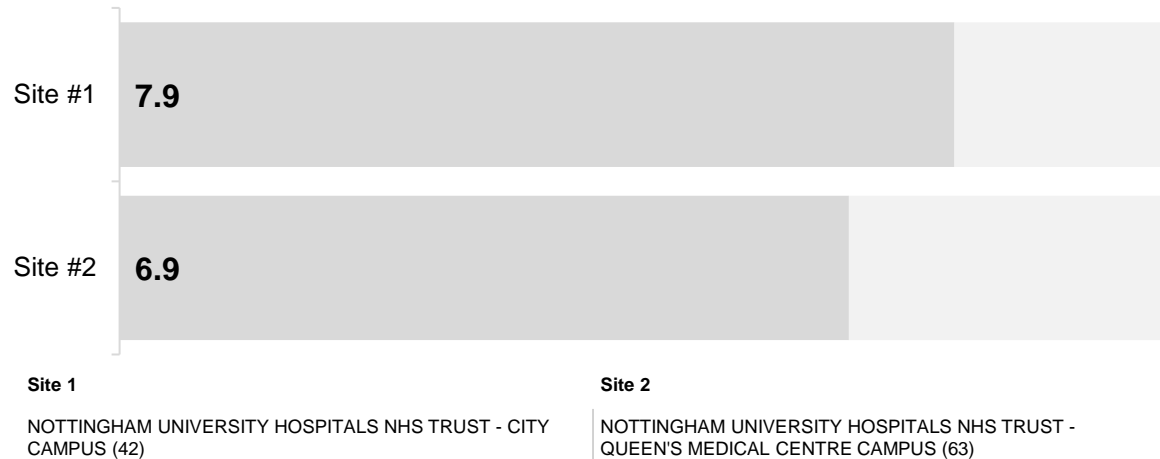 Site #1
7.9
Site #2
6.9
Site 1
NOTTINGHAM UNIVERSITY HOSPITALS NHS TRUST - CITY
CAMPUS (42)
Site 2
NOTTINGHAM UNIVERSITY HOSPITALS NHS TRUST -
QUEEN'S MEDICAL CENTRE CAMPUS (63)